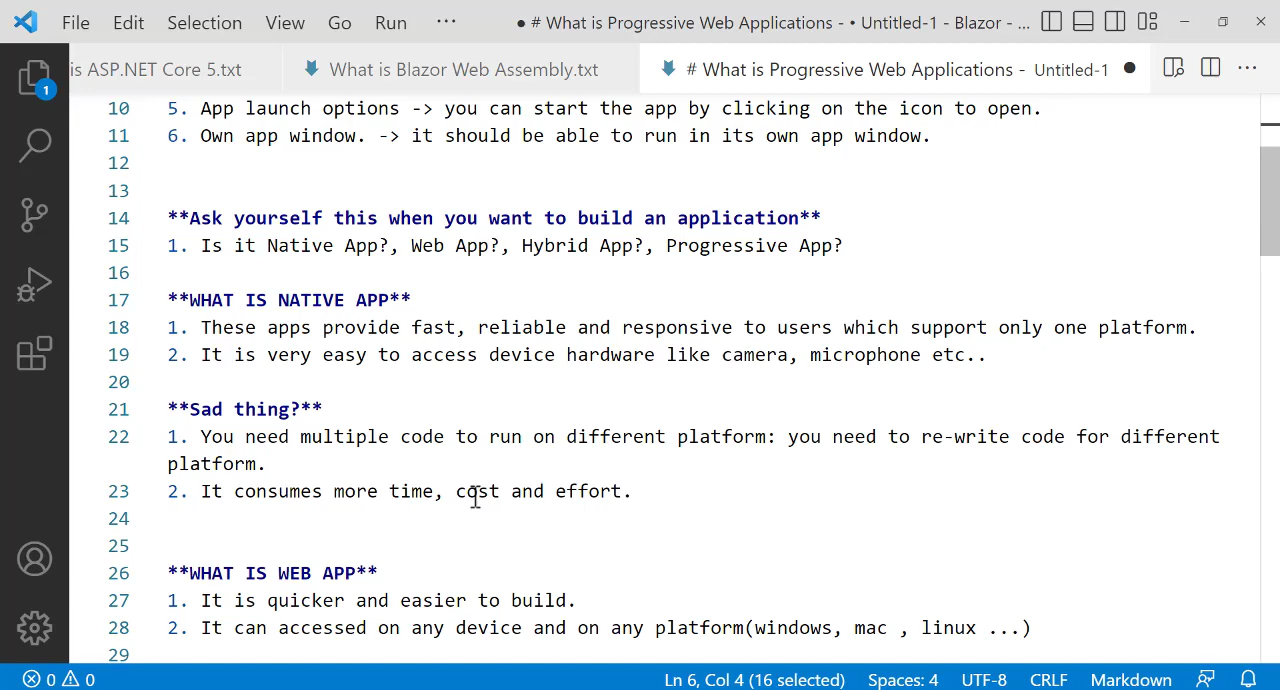 File Edit Selection View Go Run ··· ● # What is Progressive Web Applications - • Untitled-1 - Blazor - ...
is ASP.NET Core 5.txt What is Blazor Web Assembly.txt # What is Progressive Web Applications - Untitled-1 ● ···
1
10 5. App launch options -> you can start the app by clicking on the icon to open.
11 6. Own app window. -> it should be able to run in its own app window.
12
13
14 **Ask yourself this when you want to build an application**
15 1. Is it Native App?, Web App?, Hybrid App?, Progressive App?
16
17 **WHAT IS NATIVE APP**
18 1. These apps provide fast, reliable and responsive to users which support only one platform.
19 2. It is very easy to access device hardware like camera, microphone etc..
20
21 **Sad thing?**
22 1. You need multiple code to run on different platform: you need to re-write code for different
platform.
23 2. It consumes more time, cost and effort.
24
25
26 **WHAT IS WEB APP**
27 1. It is quicker and easier to build.
28 2. It can accessed on any device and on any platform(windows, mac , linux ...)
29
0 0 Ln 6, Col 4 (16 selected) Spaces: 4 UTF-8 CRLF Markdown